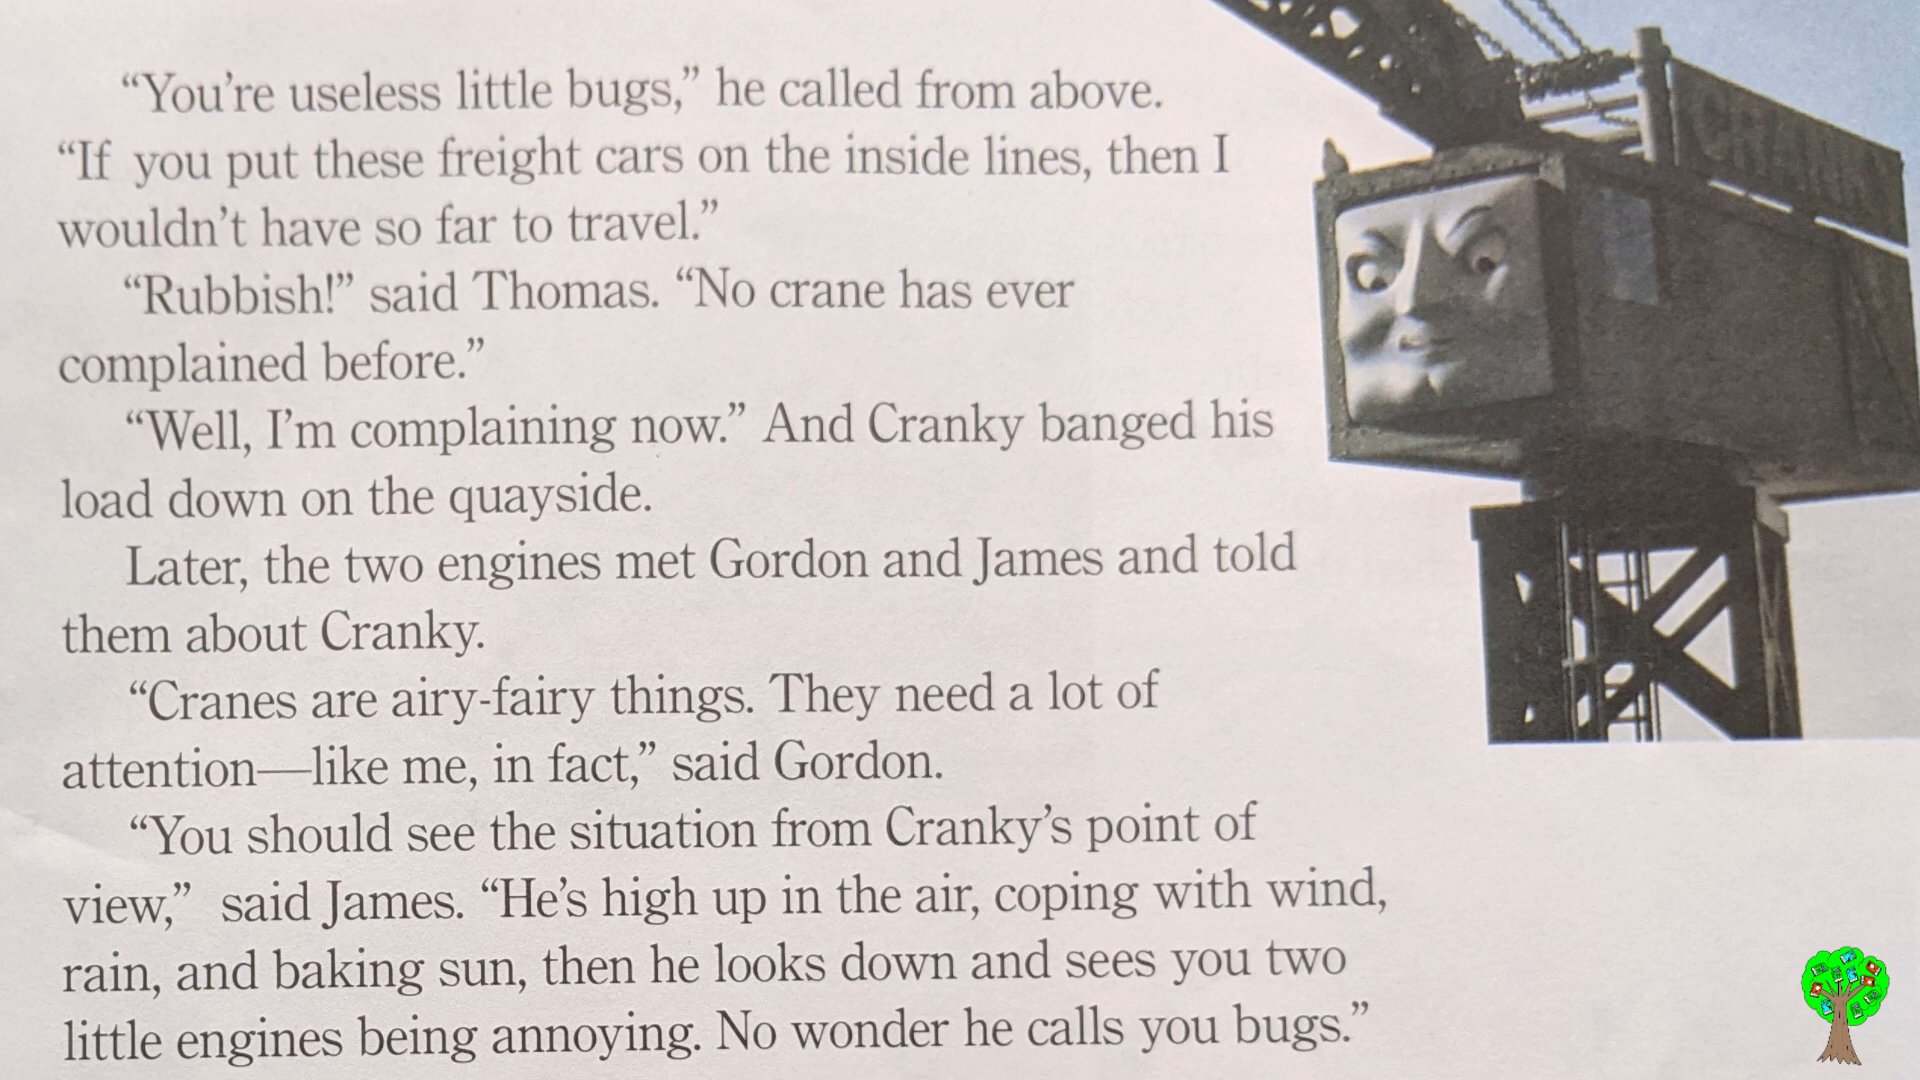 “You’re useless little bugs,” he called from above.
“If you put these freight cars on the inside lines, then I
wouldn’t have so far to travel.”
“Rubbish!” said Thomas. “No crane has ever
complained before.”
“Well, I’m complaining now.” And Cranky banged his
load down on the quayside.
Later, the two engines met Gordon and James and told
them about Cranky.
“Cranes are airy-fairy things. They need a lot of
attention—like me, in fact,” said Gordon.
“You should see the situation from Cranky’s point of
view,” said James. “He’s high up in the air, coping with wind,
rain, and baking sun, then he looks down and sees you two
little engines being annoying. No wonder he calls you bugs.”
CRANKY